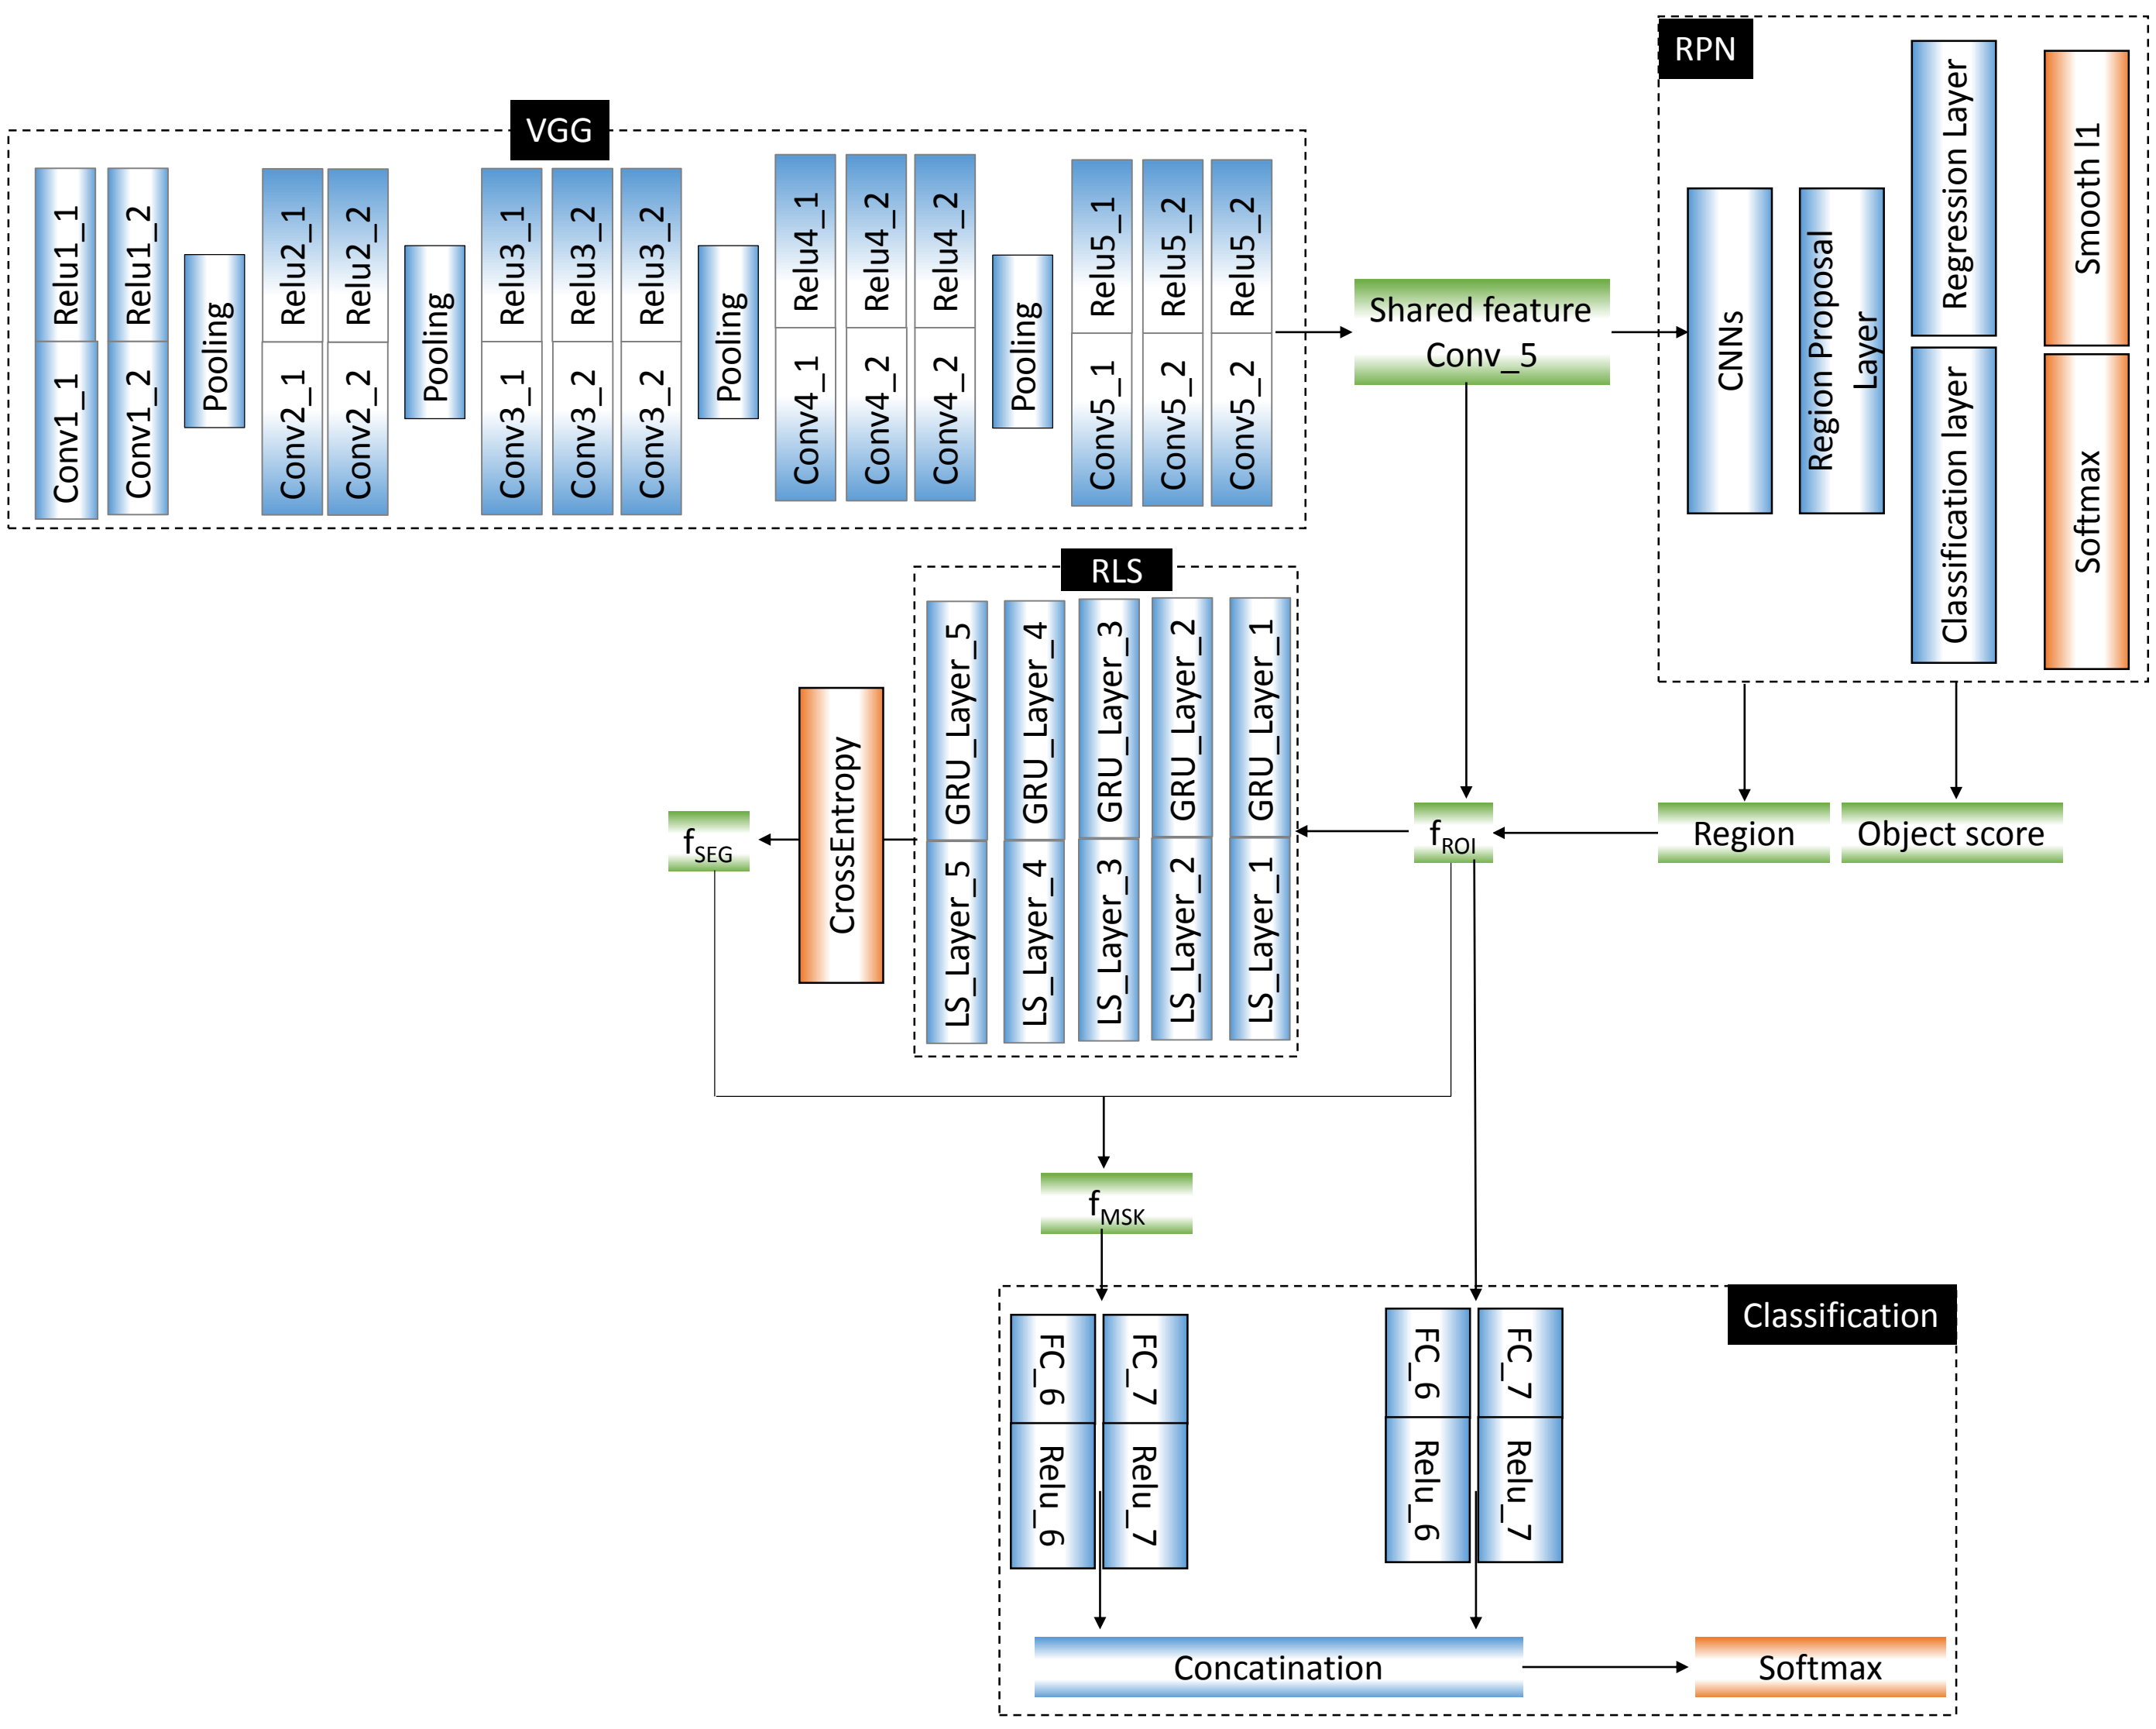 VGG
Relu1_1
Conv1_1
Relu1_2
Conv1_2
Pooling
Relu2_1
Conv2_1
Relu2_2
Conv2_2
Pooling
Relu3_1
Conv3_1
Relu3_2
Conv3_2
Relu3_2
Conv3_2
Pooling
Relu4_1
Conv4_1
Relu4_2
Conv4_2
Relu4_2
Conv4_2
Pooling
Relu5_1
Conv5_1
Relu5_2
Conv5_2
Relu5_2
Conv5_2
Shared feature
Conv_5
RPN
CNNs
Region Proposal
Layer
Regression Layer
Classification layer
Smooth l1
Softmax
Region
Object score
fROI
RLS
GRU_Layer_5
LS_Layer_5
GRU_Layer_4
LS_Layer_4
GRU_Layer_3
LS_Layer_3
GRU_Layer_2
LS_Layer_2
GRU_Layer_1
LS_Layer_1
CrossEntropy
fSEG
fMSK
Classification
FC_6
Relu_6
FC_7
Relu_7
FC_6
Relu_6
FC_7
Relu_7
Concatination
Softmax